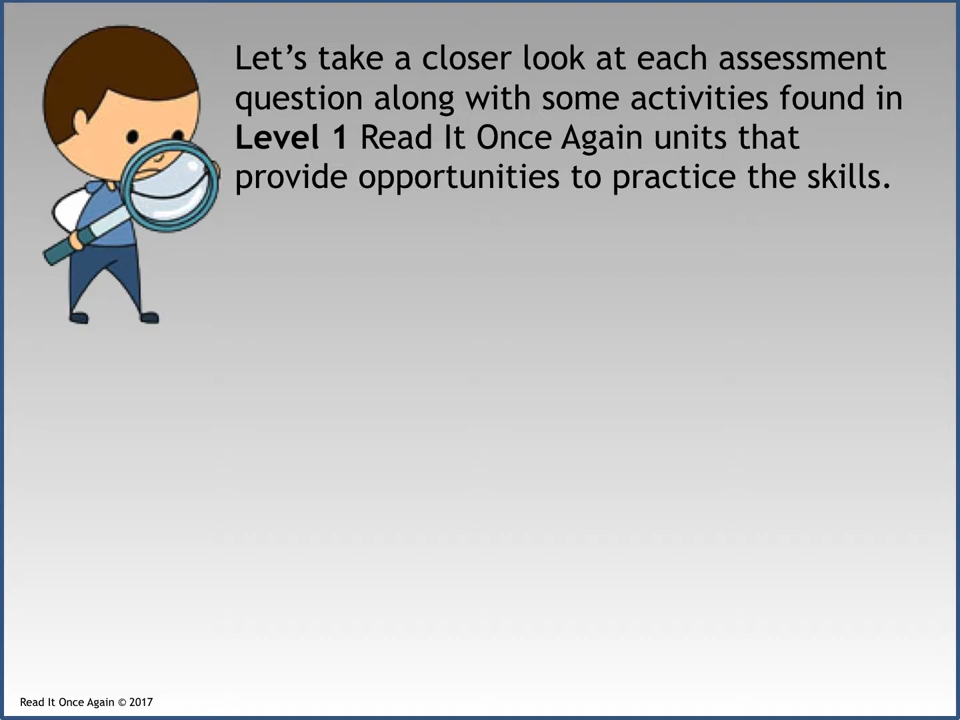 Let’s take a closer look at each assessment
question along with some activities found in
Level 1 Read It Once Again units that
provide opportunities to practice the skills.
Read It Once Again © 2017